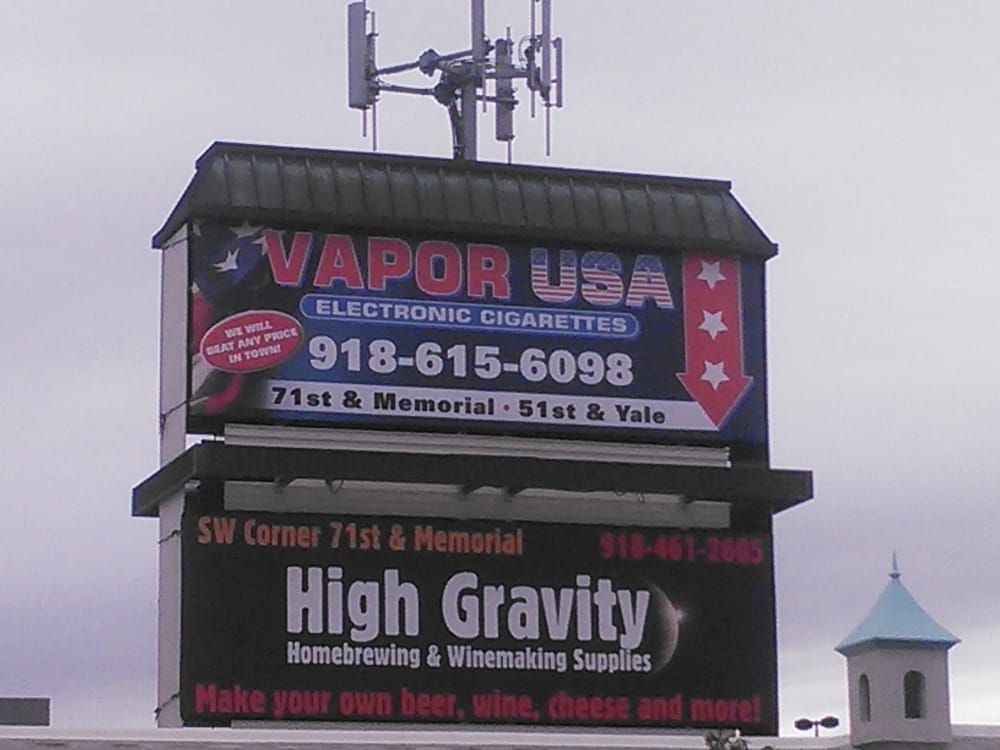 VAPOR USA
ELECTRONIC CIGARETTES
WE WILL
BEAT ANY PRICE
IN TOWN!
918-615-6098
71st & Memorial • 51st & Yale
SW Corner 71st & Memorial 918-461-2605
High Gravity
Homebrewing & Winemaking Supplies
Make your own beer, wine, cheese and more!